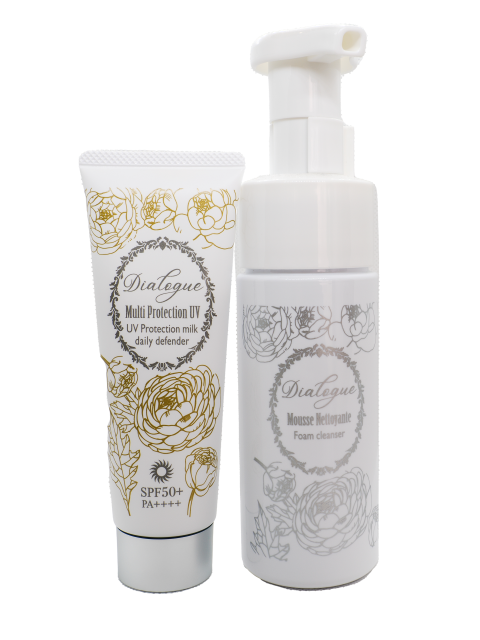 Dialogue
Multi Protection UV
UV Protection milk
daily defender
SPF50+
PA++++
Dialogue
Mousse Nettoyante
Foam cleanser